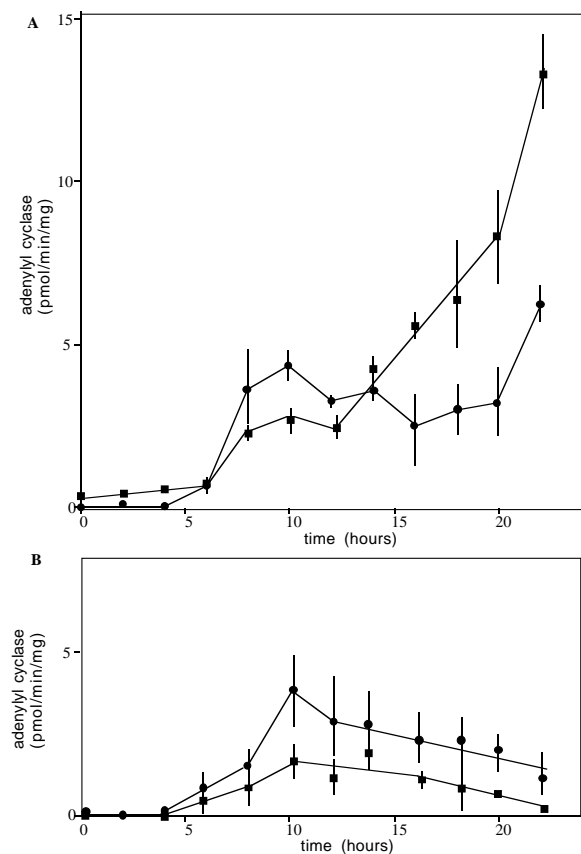 A
15
10
5
0
adenylyl cyclase
(pmol/min/mg)
0 5 10 15 20
time (hours)
B
5
0
adenylyl cyclase
(pmol/min/mg)
0 5 10 15 20
time (hours)